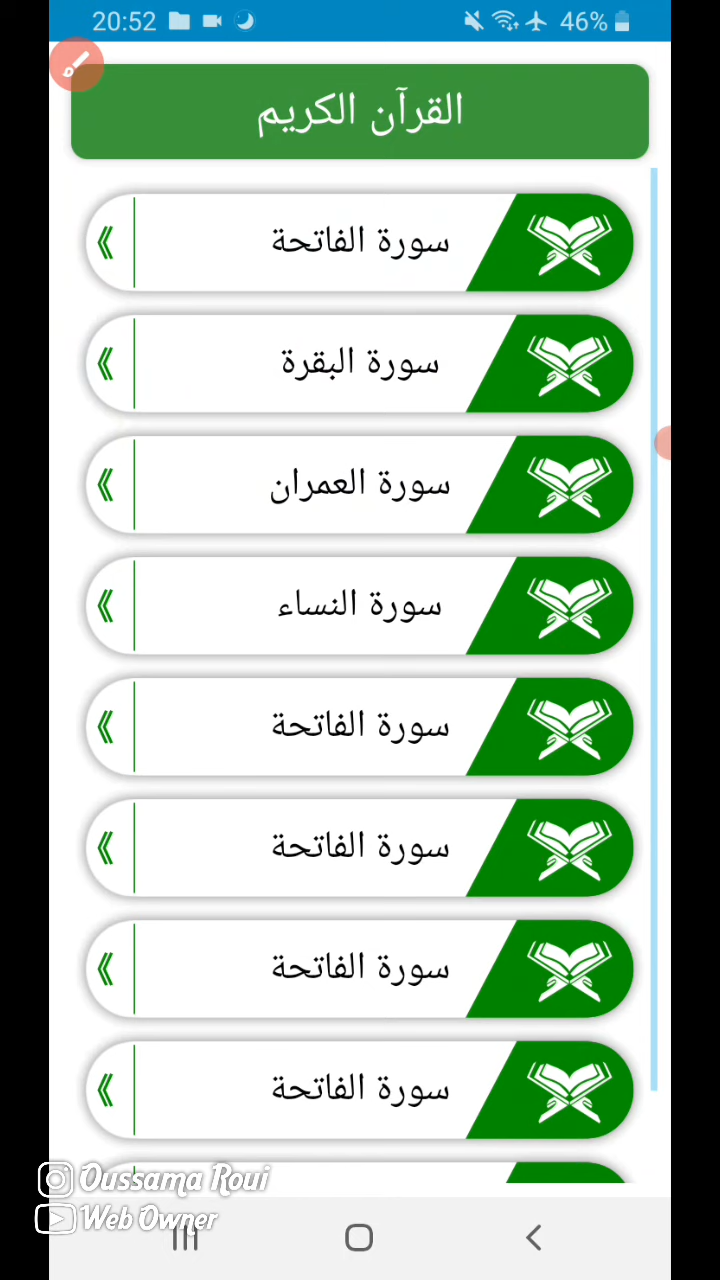 20:52 46%
القرآن الكريم
سورة الفاتحة
سورة البقرة
سورة العمران
سورة النساء
سورة الفاتحة
سورة الفاتحة
سورة الفاتحة
سورة الفاتحة
Oussama Roui
Web Owner